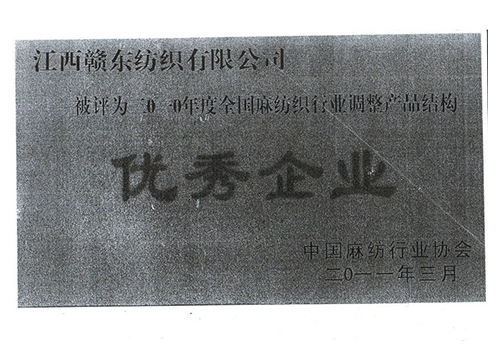 江西赣东纺织有限公司
被评为二0一0年度全国麻纺织行业调整产品结构
优秀企业
中国麻纺行业协会
二0一一年三月